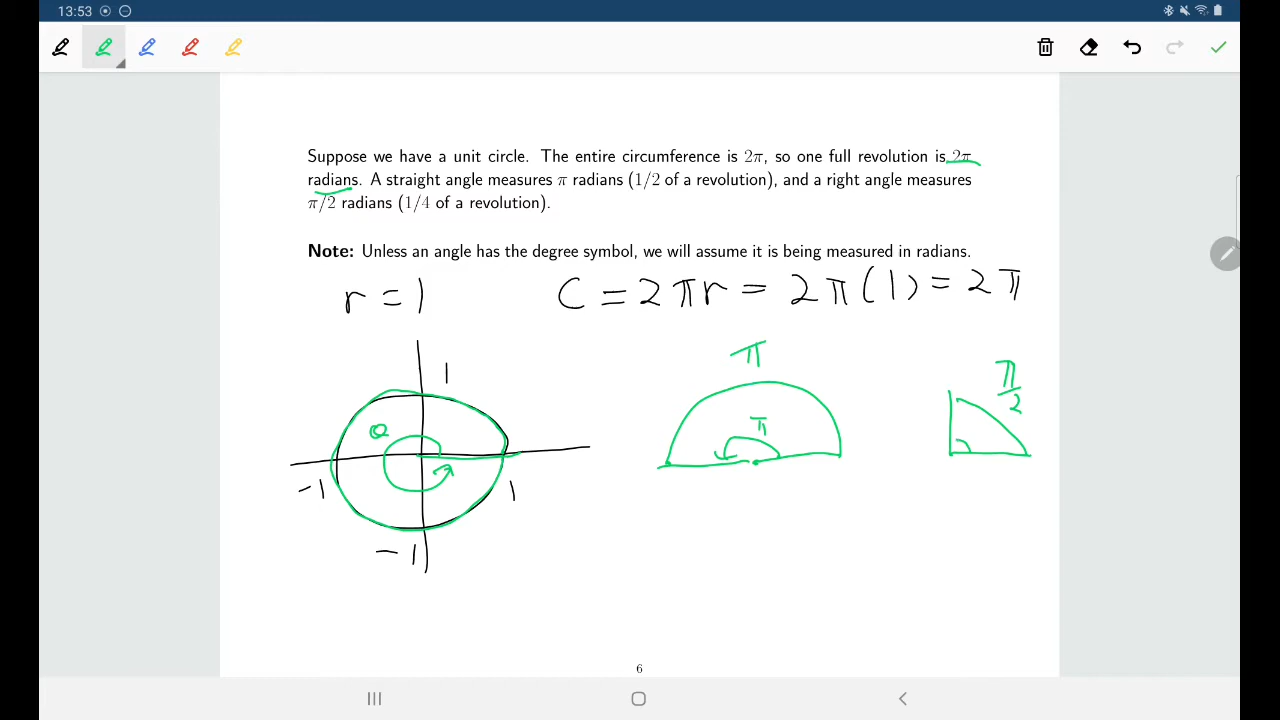 13:53
Suppose we have a unit circle. The entire circumference is 2π, so one full revolution is 2π
radians. A straight angle measures π radians (1/2 of a revolution), and a right angle measures
π/2 radians (1/4 of a revolution).
Note: Unless an angle has the degree symbol, we will assume it is being measured in radians.
r = 1
C = 2πr = 2π(1) = 2π
1
-1
1
-1
θ
π
π
π/2
6